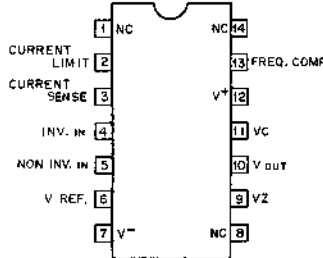 1 NC NC 14
CURRENT
LIMIT 2 13 FREQ. COMP
CURRENT
SENSE 3 V+ 12
INV. IN 4 11 VC
NON INV. IN 5 10 V OUT
V REF. 6 9 VZ
7 V− NC 8